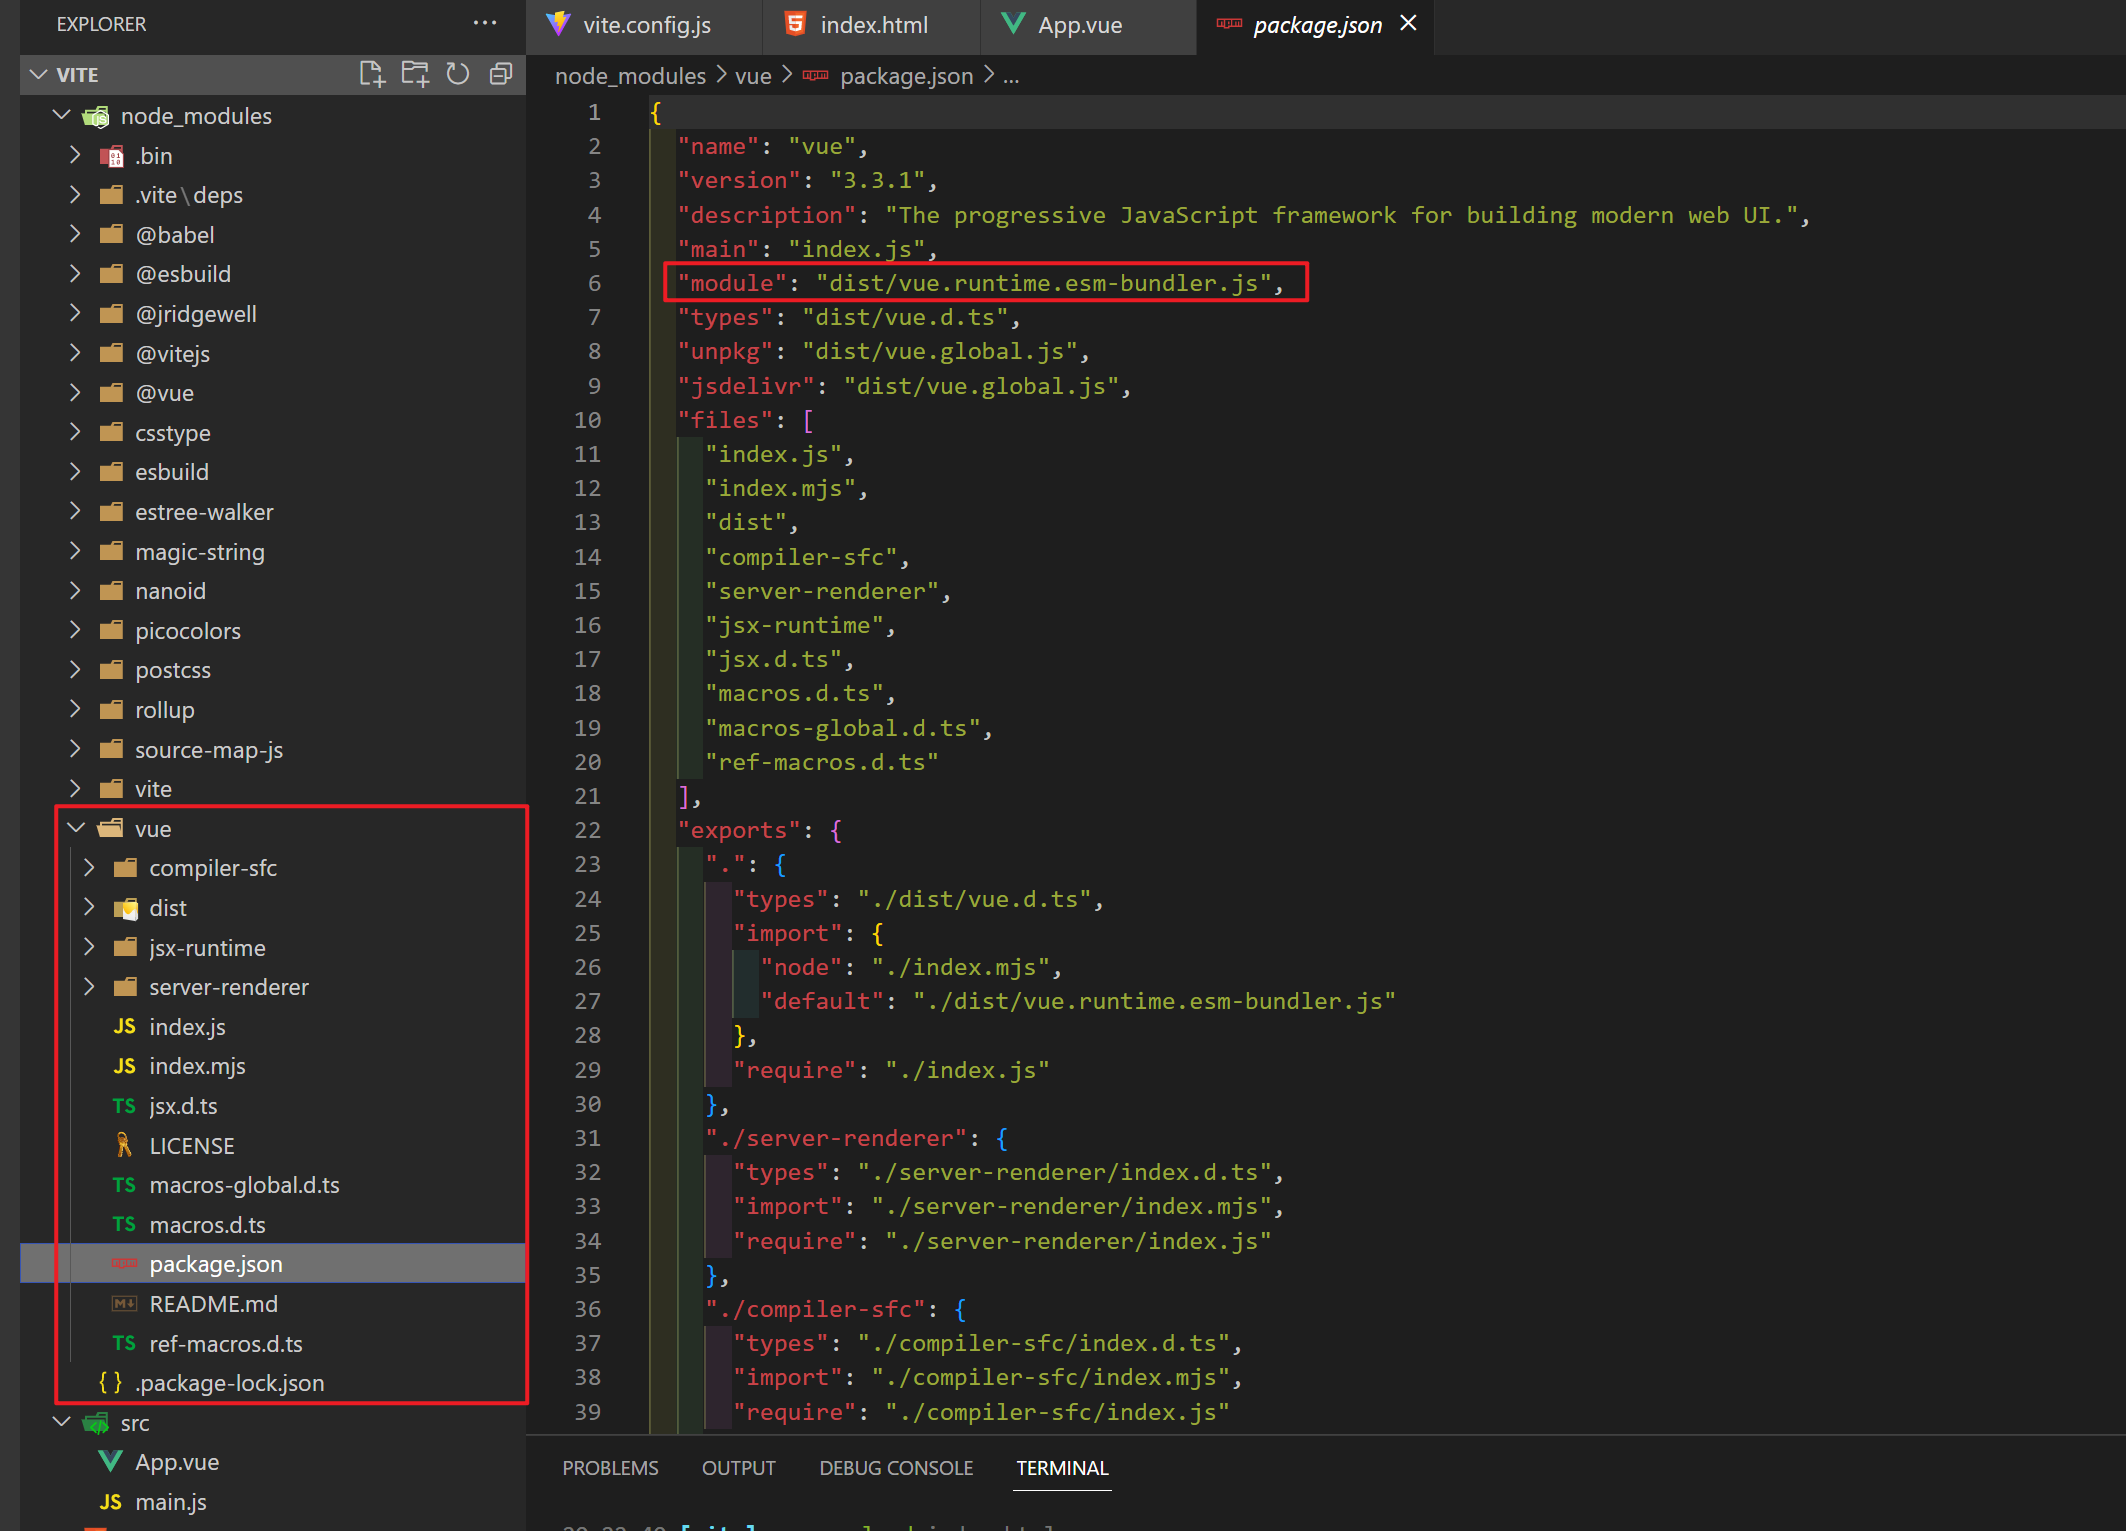 EXPLORER
VITE
node_modules
.bin
.vite\deps
@babel
@esbuild
@jridgewell
@vitejs
@vue
csstype
esbuild
estree-walker
magic-string
nanoid
picocolors
postcss
rollup
source-map-js
vite
vue
compiler-sfc
dist
jsx-runtime
server-renderer
JS index.js
JS index.mjs
TS jsx.d.ts
LICENSE
TS macros-global.d.ts
TS macros.d.ts
package.json
README.md
TS ref-macros.d.ts
{ } .package-lock.json
src
App.vue
JS main.js
vite.config.js index.html App.vue package.json
node_modules > vue > package.json > ...
1 {
2 "name": "vue",
3 "version": "3.3.1",
4 "description": "The progressive JavaScript framework for building modern web UI.",
5 "main": "index.js",
6 "module": "dist/vue.runtime.esm-bundler.js",
7 "types": "dist/vue.d.ts",
8 "unpkg": "dist/vue.global.js",
9 "jsdelivr": "dist/vue.global.js",
10 "files": [
11 "index.js",
12 "index.mjs",
13 "dist",
14 "compiler-sfc",
15 "server-renderer",
16 "jsx-runtime",
17 "jsx.d.ts",
18 "macros.d.ts",
19 "macros-global.d.ts",
20 "ref-macros.d.ts"
21 ],
22 "exports": {
23 ".": {
24 "types": "./dist/vue.d.ts",
25 "import": {
26 "node": "./index.mjs",
27 "default": "./dist/vue.runtime.esm-bundler.js"
28 },
29 "require": "./index.js"
30 },
31 "./server-renderer": {
32 "types": "./server-renderer/index.d.ts",
33 "import": "./server-renderer/index.mjs",
34 "require": "./server-renderer/index.js"
35 },
36 "./compiler-sfc": {
37 "types": "./compiler-sfc/index.d.ts",
38 "import": "./compiler-sfc/index.mjs",
39 "require": "./compiler-sfc/index.js"
PROBLEMS OUTPUT DEBUG CONSOLE TERMINAL